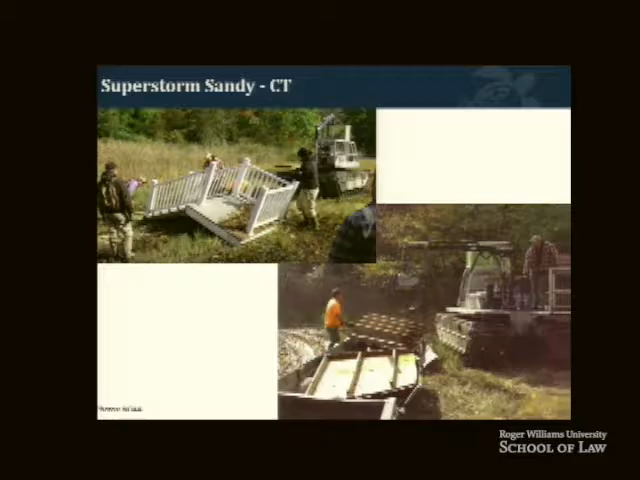 Superstorm Sandy - CT
Roger Williams University
SCHOOL OF LAW